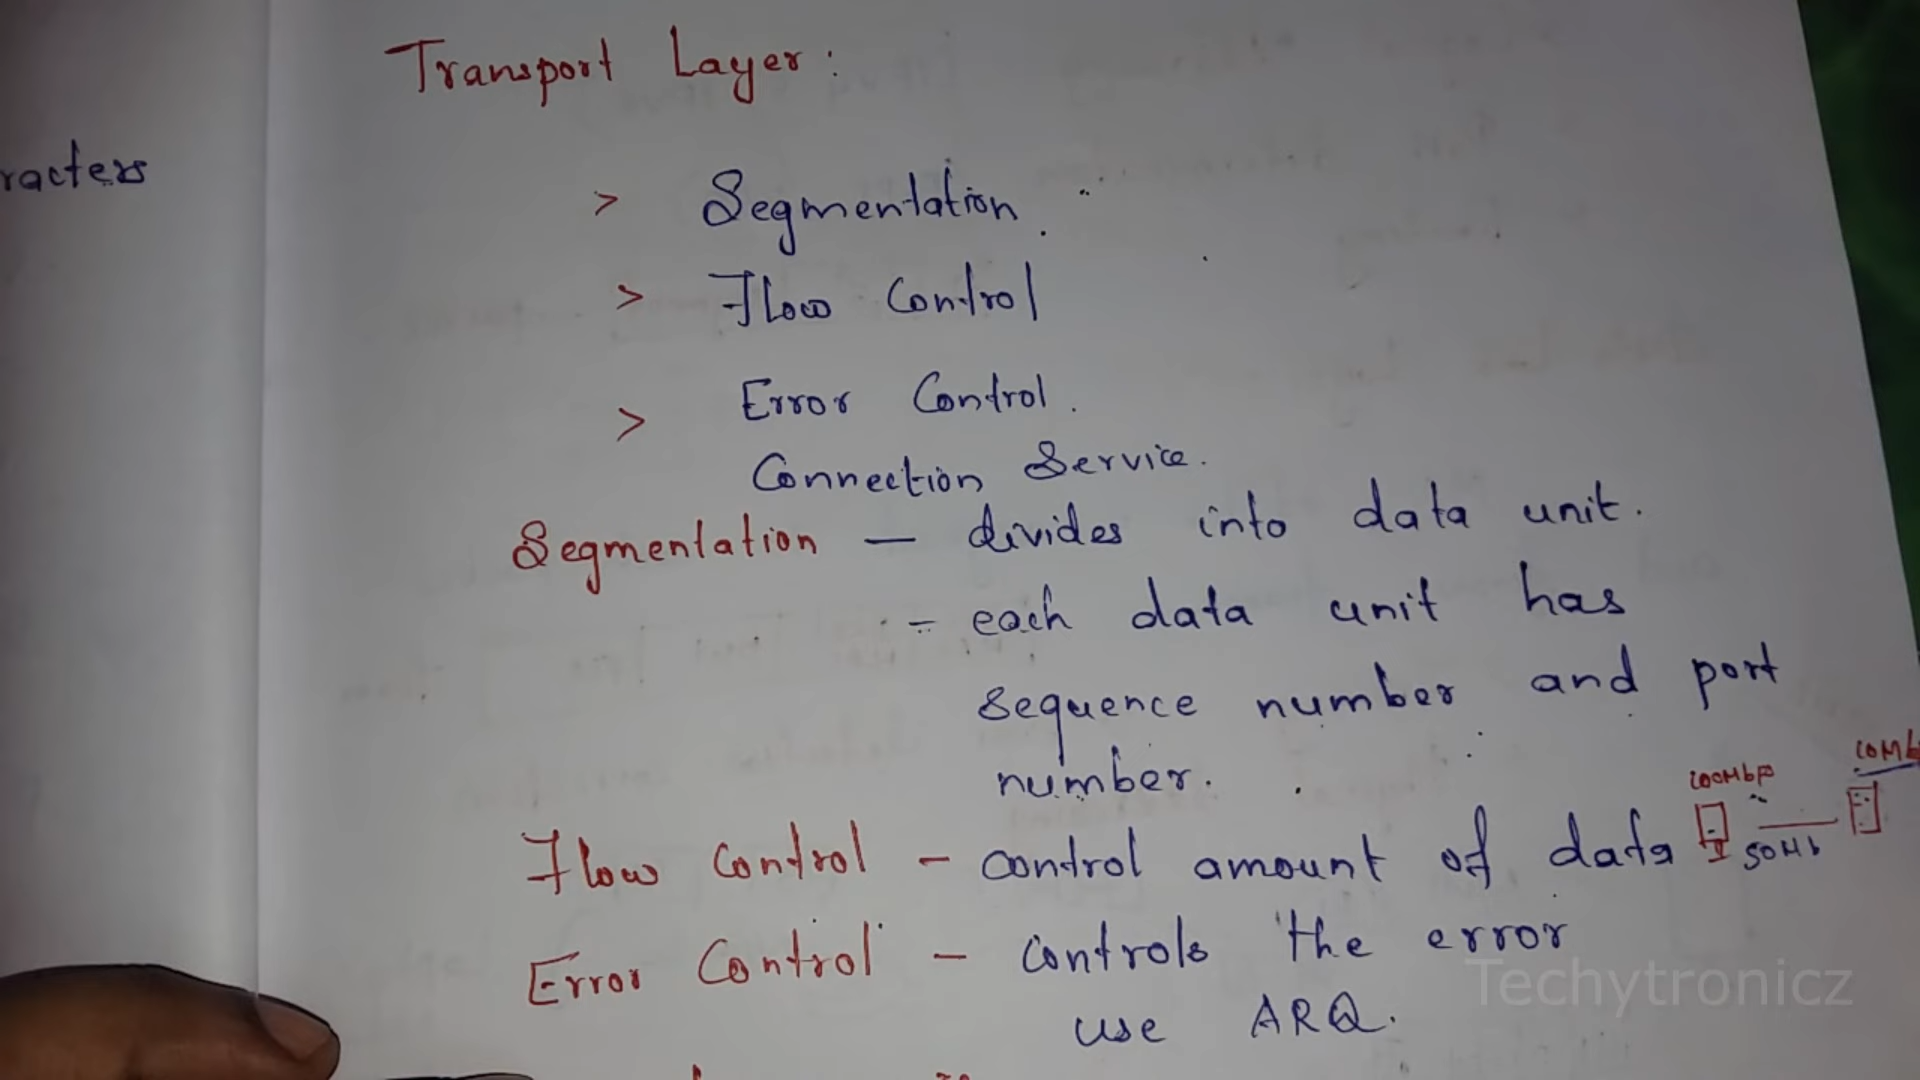 Transport Layer :
racters
> Segmentation .
> Flow Control
> Error Control .
Connection Service .
Segmentation — divides into data unit .
- each data unit has
sequence number and port
number .
100Mbp
Flow Control - control amount of data
50Mb
Error Control - controls the error
use ARQ .
Techytronicz